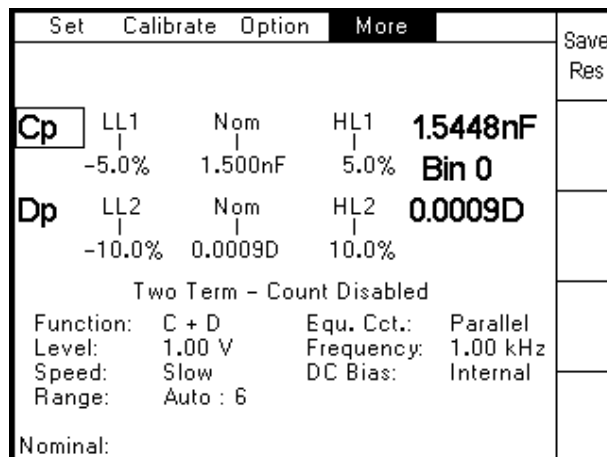 Set Calibrate Option More
Save
Res
Cp LL1 Nom HL1 1.5448nF
-5.0% 1.500nF 5.0% Bin 0
Dp LL2 Nom HL2 0.0009D
-10.0% 0.0009D 10.0%
Two Term – Count Disabled
Function: C + D Equ. Cct.: Parallel
Level: 1.00 V Frequency: 1.00 kHz
Speed: Slow DC Bias: Internal
Range: Auto : 6
Nominal: